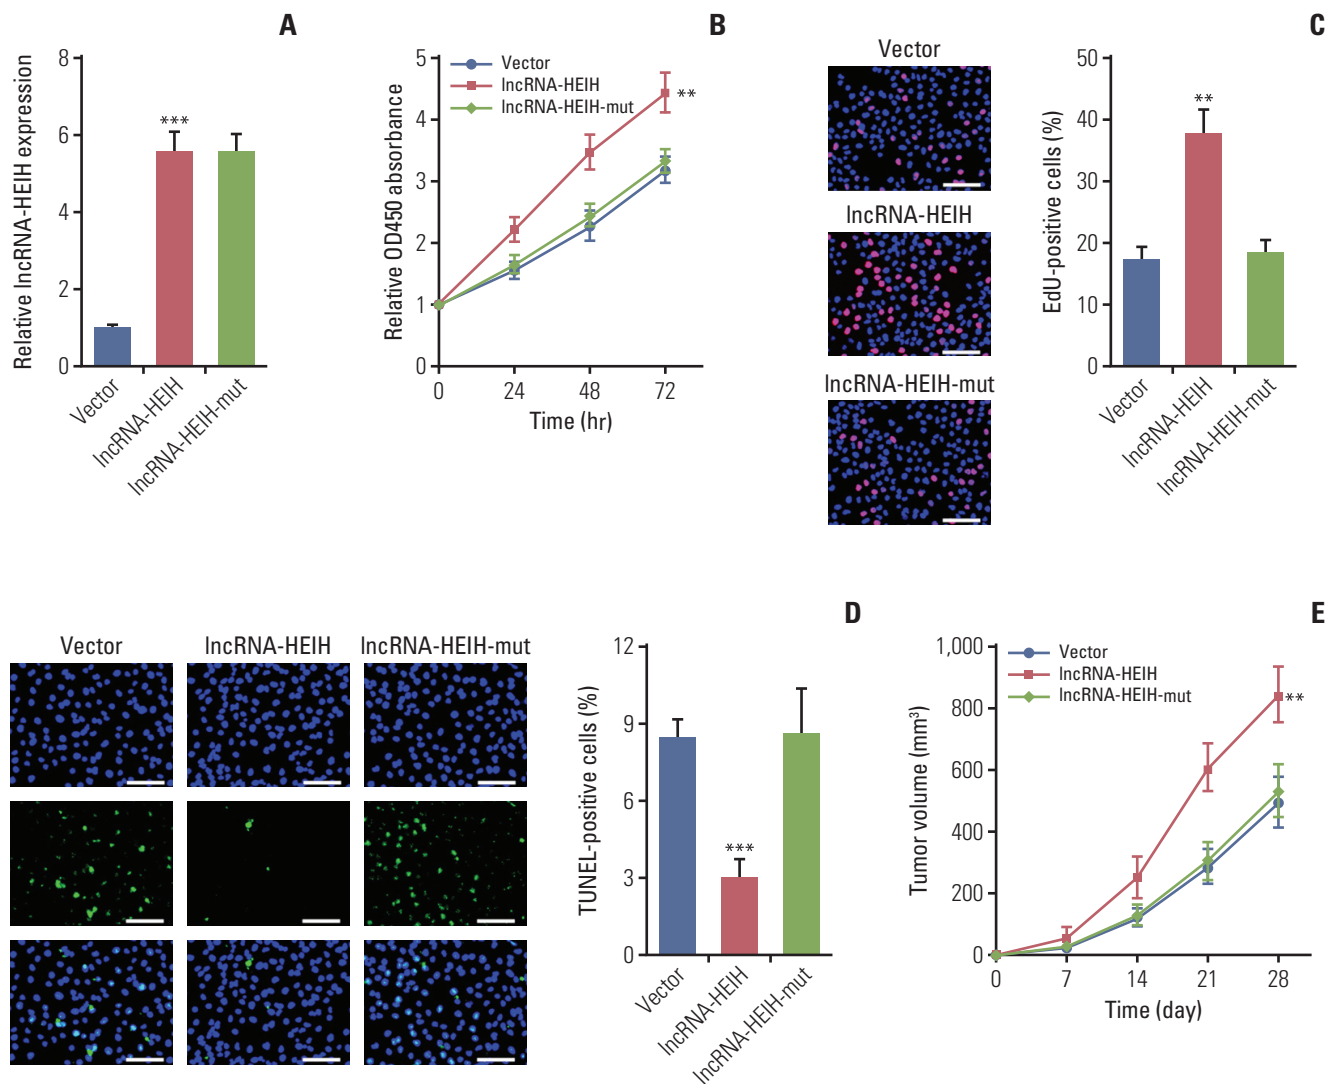 A
Relative lncRNA-HEIH expression
8
6
4
2
0
***
Vector
lncRNA-HEIH
lncRNA-HEIH-mut
B
Relative OD450 absorbance
5
4
3
2
1
0
Vector
lncRNA-HEIH
lncRNA-HEIH-mut
**
0 24 48 72
Time (hr)
C
Vector
lncRNA-HEIH
lncRNA-HEIH-mut
EdU-positive cells (%)
50
40
30
20
10
0
**
Vector
lncRNA-HEIH
lncRNA-HEIH-mut
D
Vector lncRNA-HEIH lncRNA-HEIH-mut
TUNEL-positive cells (%)
12
9
6
3
0
***
Vector
lncRNA-HEIH
lncRNA-HEIH-mut
E
Tumor volume (mm³)
1,000
800
600
400
200
0
Vector
lncRNA-HEIH
lncRNA-HEIH-mut
**
0 7 14 21 28
Time (day)